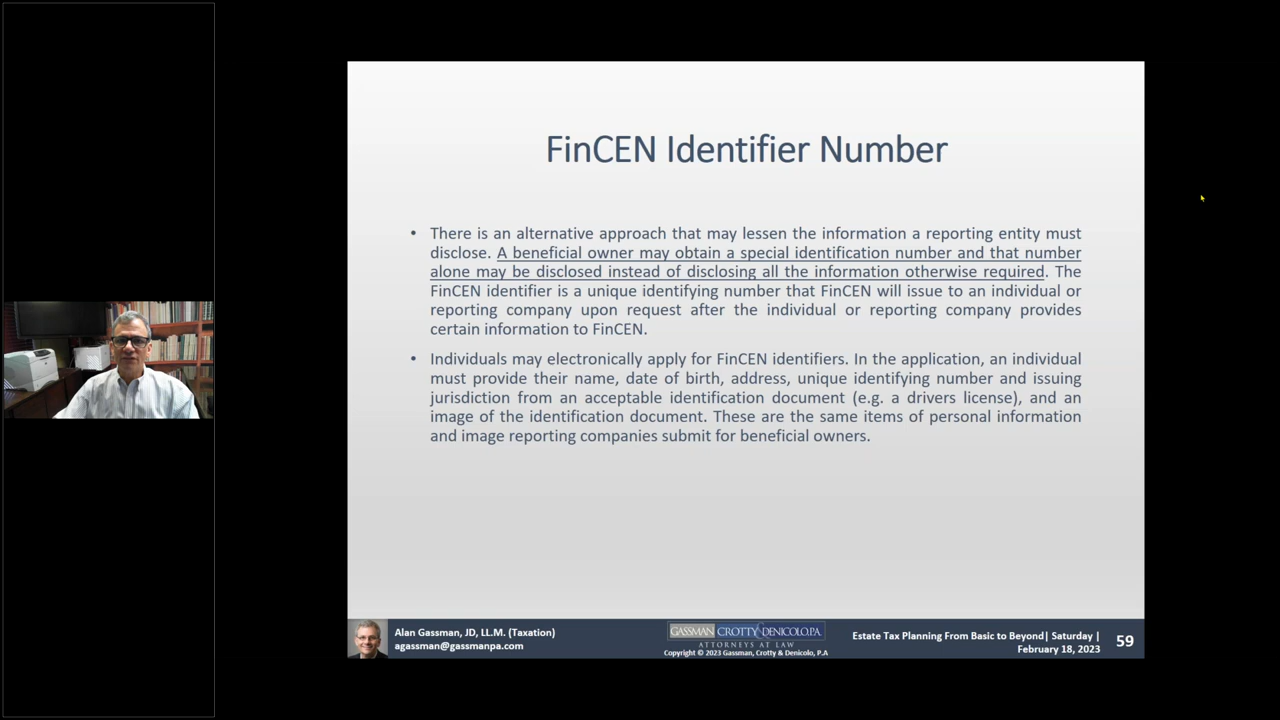 FinCEN Identifier Number
• There is an alternative approach that may lessen the information a reporting entity must
disclose. A beneficial owner may obtain a special identification number and that number
alone may be disclosed instead of disclosing all the information otherwise required. The
FinCEN identifier is a unique identifying number that FinCEN will issue to an individual or
reporting company upon request after the individual or reporting company provides
certain information to FinCEN.
• Individuals may electronically apply for FinCEN identifiers. In the application, an individual
must provide their name, date of birth, address, unique identifying number and issuing
jurisdiction from an acceptable identification document (e.g. a drivers license), and an
image of the identification document. These are the same items of personal information
and image reporting companies submit for beneficial owners.
Alan Gassman, JD, LL.M. (Taxation)
agassman@gassmanpa.com
GASSMAN CROTTY & DENICOLO, P.A.
ATTORNEYS AT LAW
Copyright © 2023 Gassman, Crotty & Denicolo, P.A
Estate Tax Planning From Basic to Beyond| Saturday |
February 18, 2023
59